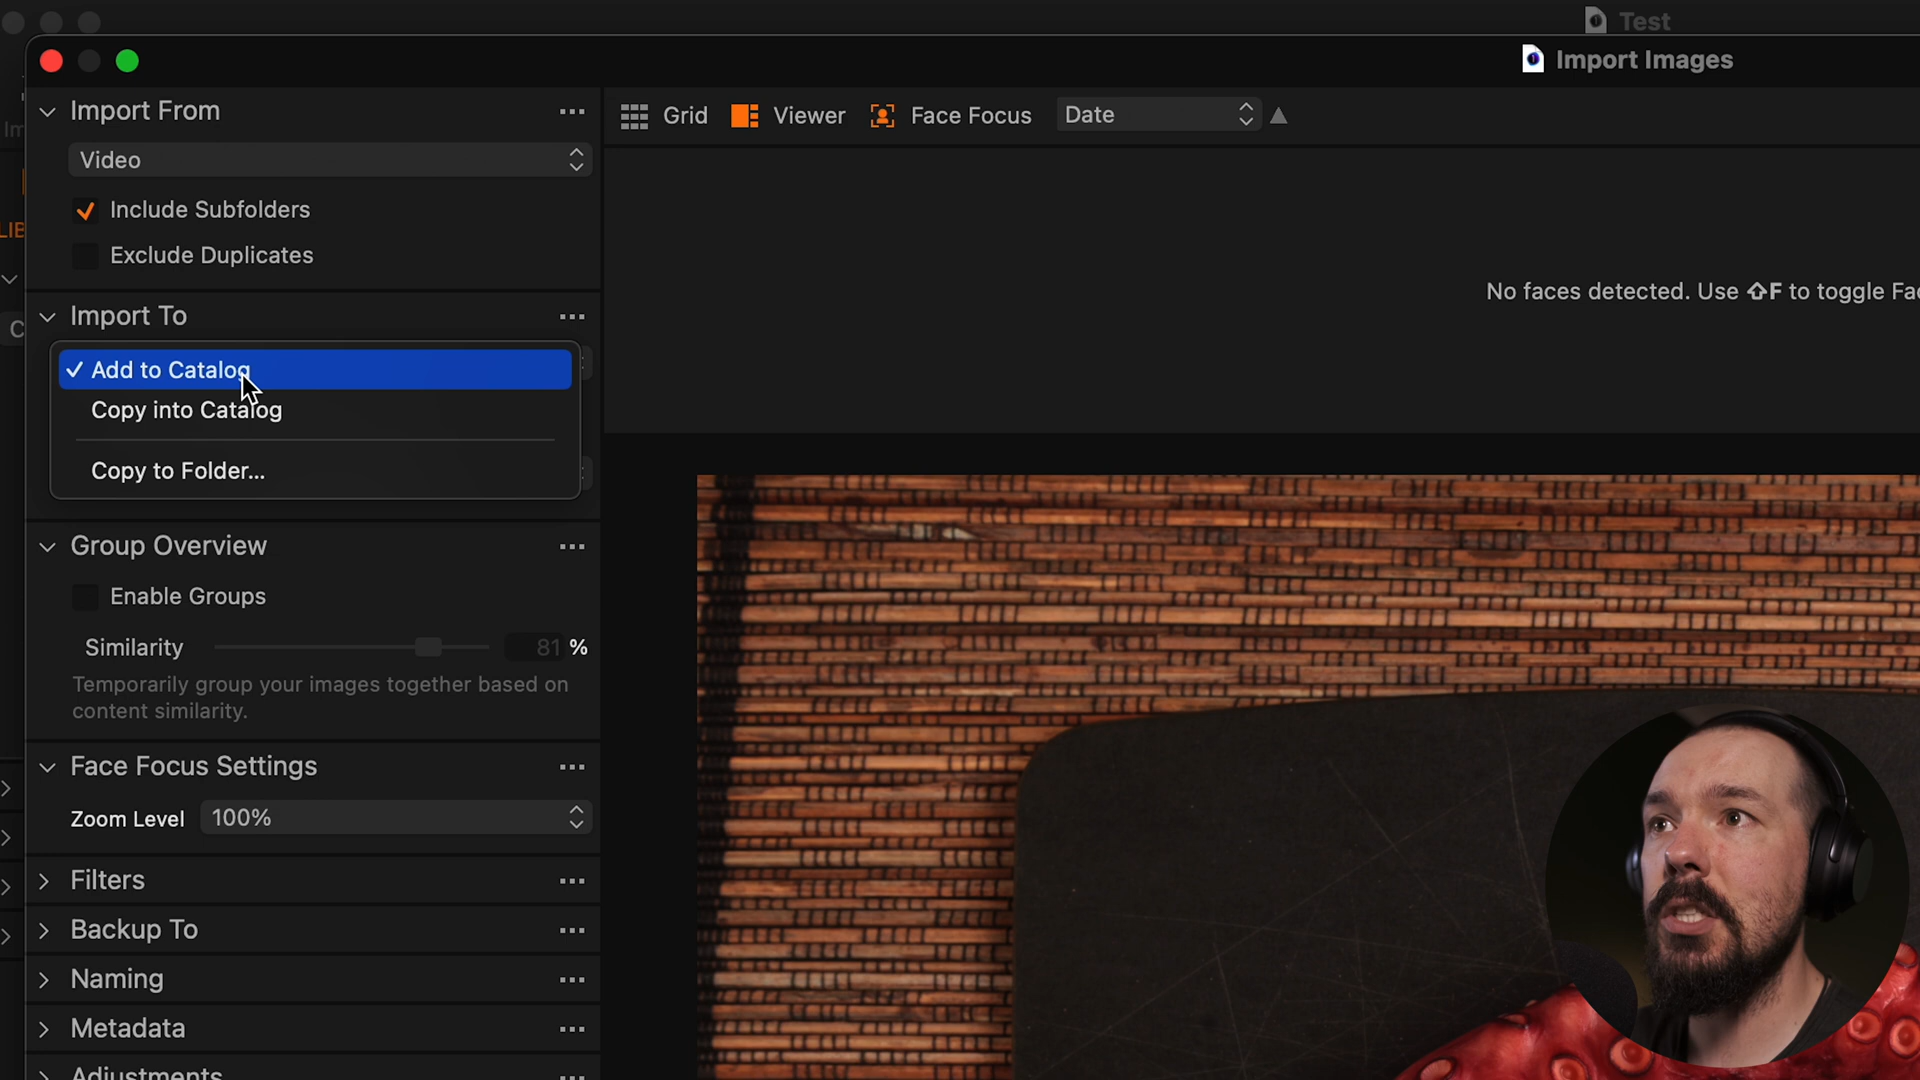 Test
Import Images
Import From
Grid
Viewer
Face Focus
Date
Video
Include Subfolders
Exclude Duplicates
LIB
No faces detected. Use ⇧F to toggle Fac
Import To
Add to Catalog
Copy into Catalog
Copy to Folder...
Group Overview
Enable Groups
Similarity 81 %
Temporarily group your images together based on
content similarity.
Face Focus Settings
Zoom Level 100%
Filters
Backup To
Naming
Metadata
Adjustments